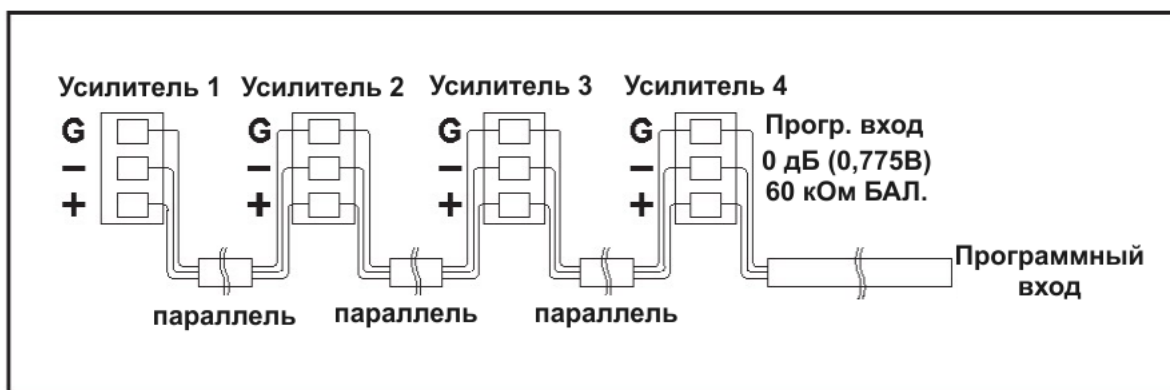 Усилитель 1 Усилитель 2 Усилитель 3 Усилитель 4
G G G G Прогр. вход
– – – – 0 дБ (0,775В)
+ + + + 60 кОм БАЛ.
Программный
вход
параллель параллель параллель